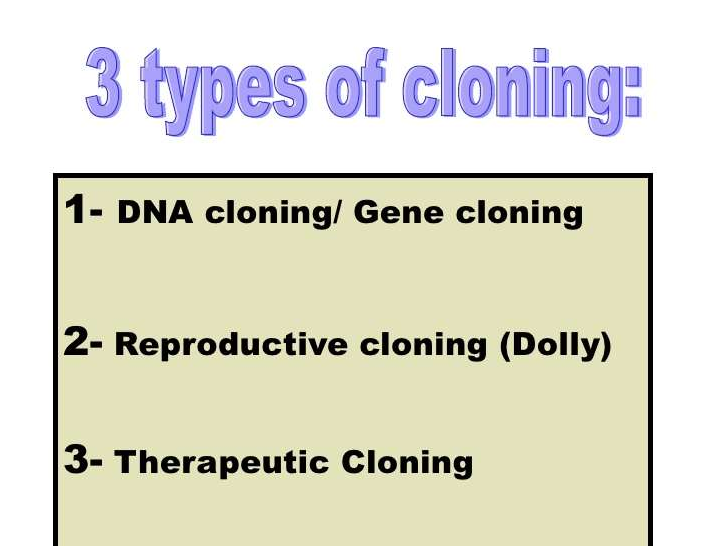 3 types of cloning:
1- DNA cloning/ Gene cloning
2- Reproductive cloning (Dolly)
3- Therapeutic Cloning